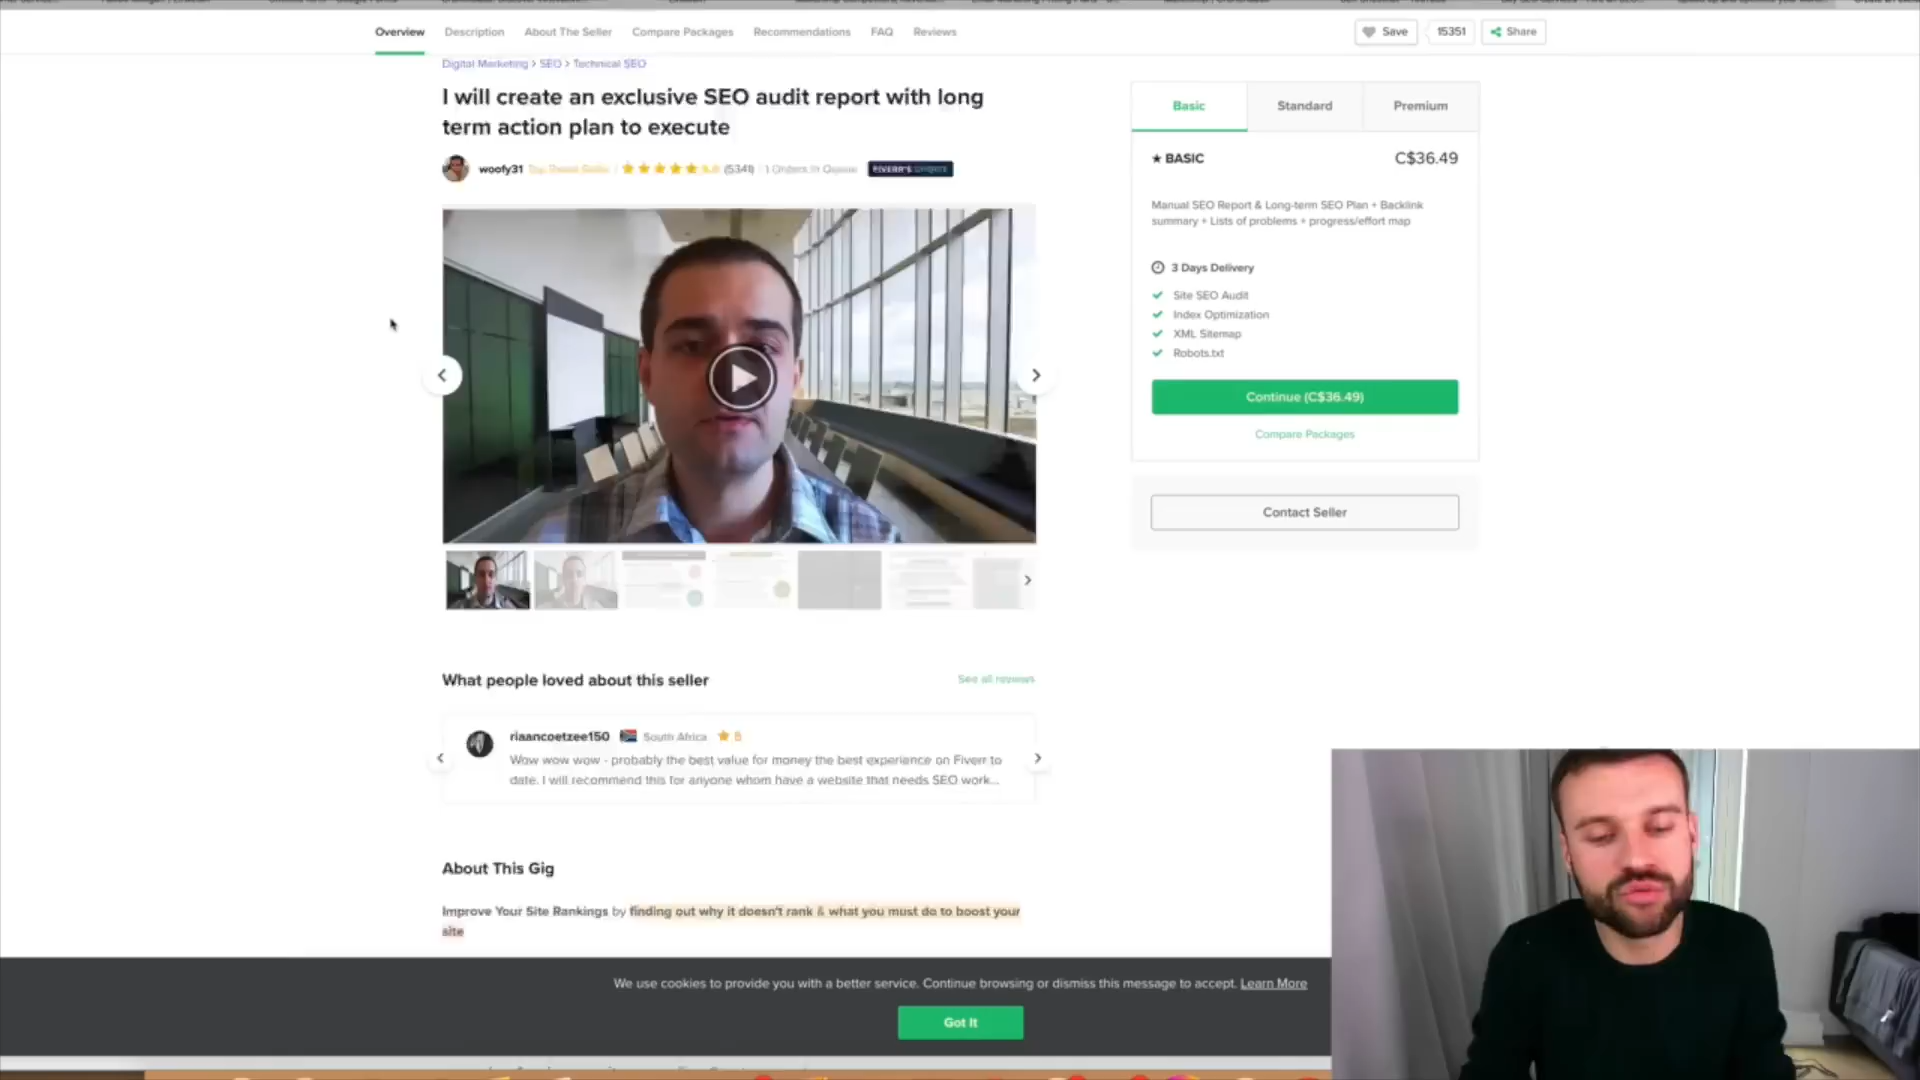 Overview Description About The Seller Compare Packages Recommendations FAQ Reviews
Save 15351 Share
Digital Marketing > SEO > Technical SEO
I will create an exclusive SEO audit report with long
term action plan to execute
woofy31 (5341) 1 Orders in Queue FIVERR'S
Basic Standard Premium
★ BASIC C$36.49
Manual SEO Report & Long-term SEO Plan + Backlink
summary + Lists of problems + progress/effort map
3 Days Delivery
Site SEO Audit
Index Optimization
XML Sitemap
Robots.txt
Continue (C$36.49)
Compare Packages
Contact Seller
What people loved about this seller
See all reviews
riaancoetzee150 South Africa
Wow wow wow - probably the best value for money the best experience on Fiverr to
date. I will recommend this for anyone whom have a website that needs SEO work...
About This Gig
Improve Your Site Rankings by finding out why it doesn't rank & what you must do to boost your
site
We use cookies to provide you with a better service. Continue browsing or dismiss this message to accept. Learn More
Got It